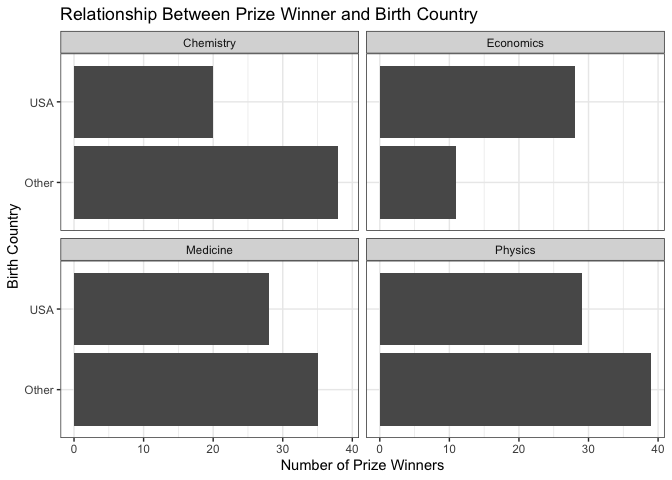 Relationship Between Prize Winner and Birth Country
Chemistry
Economics
USA
Other
Medicine
Physics
USA
Other
0 10 20 30 40
0 10 20 30 40
Number of Prize Winners
Birth Country